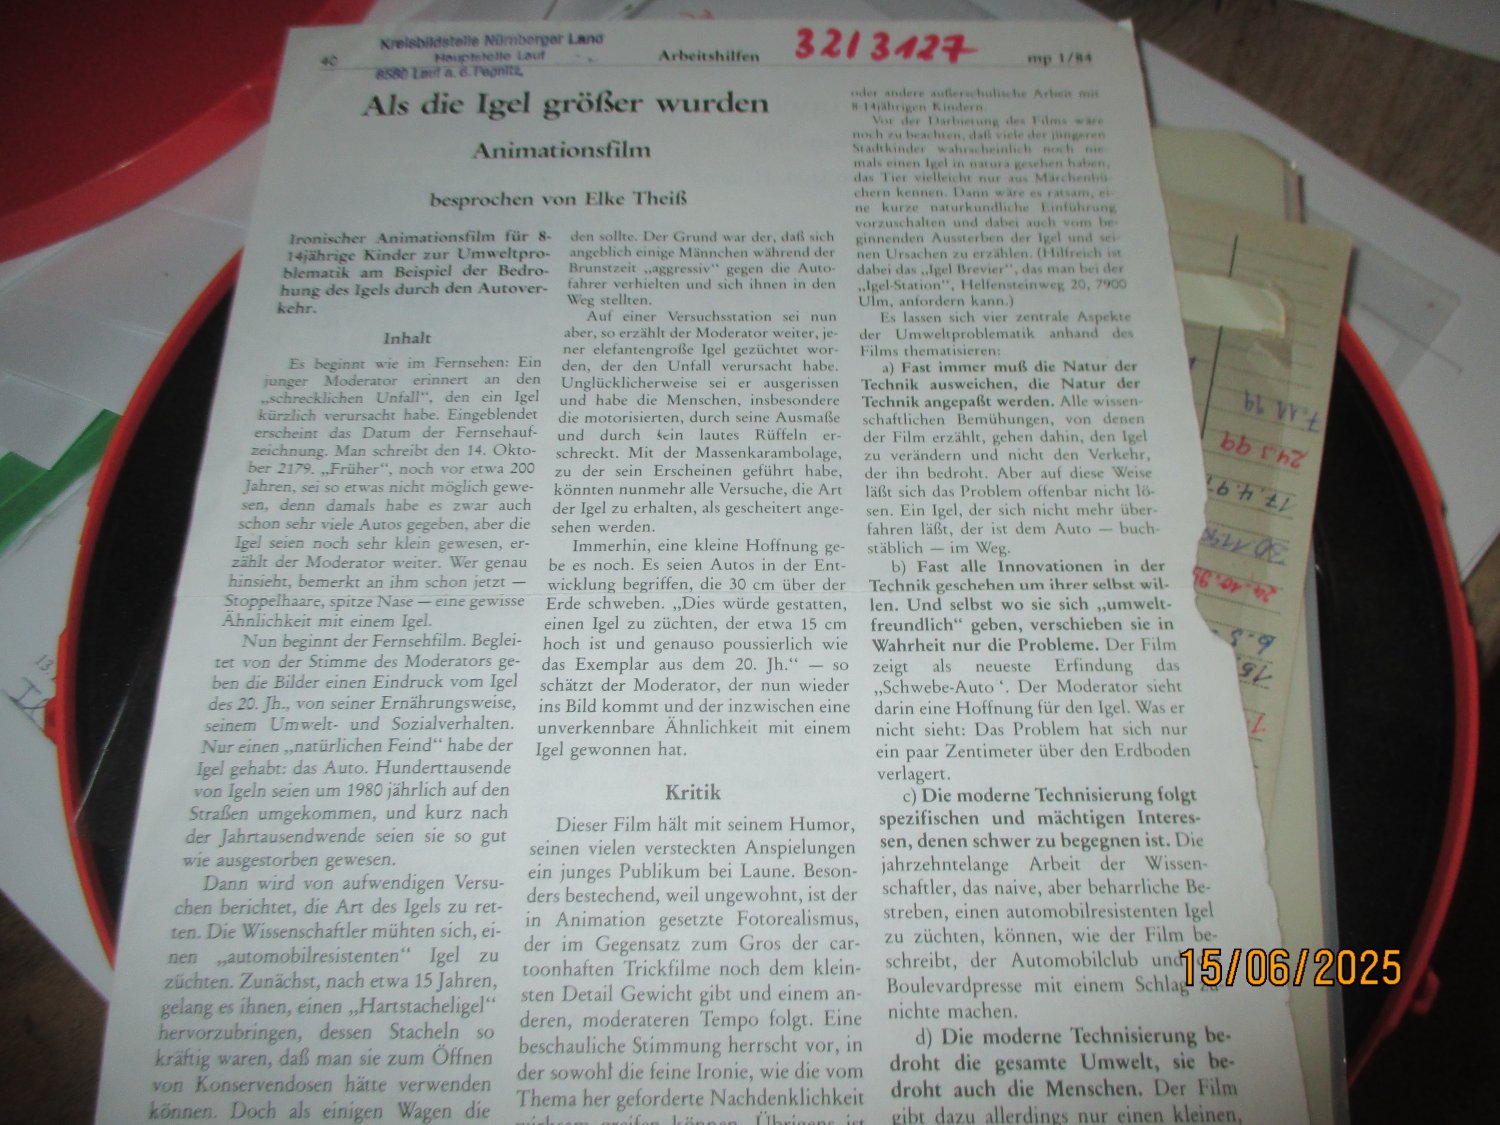 40
Kreisbildstelle Nürnberger Land
Hauptstelle Lauf
8580 Lauf a. d. Pegnitz,
Arbeitshilfen
32/3127
mp 1/84
Als die Igel größer wurden
Animationsfilm
besprochen von Elke Theiß
Ironischer Animationsfilm für 8-
14jährige Kinder zur Umweltpro-
blematik am Beispiel der Bedro-
hung des Igels durch den Autover-
kehr.
Inhalt
Es beginnt wie im Fernsehen: Ein
junger Moderator erinnert an den
„schrecklichen Unfall“, den ein Igel
kürzlich verursacht habe. Eingeblendet
erscheint das Datum der Fernsehauf-
zeichnung. Man schreibt den 14. Okto-
ber 2179. „Früher“, noch vor etwa 200
Jahren, sei so etwas nicht möglich gewe-
sen, denn damals habe es zwar auch
schon sehr viele Autos gegeben, aber die
Igel seien noch sehr klein gewesen, er-
zählt der Moderator weiter. Wer genau
hinsieht, bemerkt an ihm schon jetzt —
Stoppelhaare, spitze Nase — eine gewisse
Ähnlichkeit mit einem Igel.
Nun beginnt der Fernsehfilm. Beglei-
tet von der Stimme des Moderators ge-
ben die Bilder einen Eindruck vom Igel
des 20. Jh., von seiner Ernährungsweise,
seinem Umwelt- und Sozialverhalten.
Nur einen „natürlichen Feind“ habe der
Igel gehabt: das Auto. Hunderttausende
von Igeln seien um 1980 jährlich auf den
Straßen umgekommen, und kurz nach
der Jahrtausendwende seien sie so gut
wie ausgestorben gewesen.
Dann wird von aufwendigen Versu-
chen berichtet, die Art des Igels zu ret-
ten. Die Wissenschaftler mühten sich, ei-
nen „automobilresistenten“ Igel zu
züchten. Zunächst, nach etwa 15 Jahren,
gelang es ihnen, einen „Hartstacheligel“
hervorzubringen, dessen Stacheln so
kräftig waren, daß man sie zum Öffnen
von Konservendosen hätte verwenden
können. Doch als einigen Wagen die
den sollte. Der Grund war der, daß sich
angeblich einige Männchen während der
Brunstzeit „aggressiv“ gegen die Auto-
fahrer verhielten und sich ihnen in den
Weg stellten.
Auf einer Versuchsstation sei nun
aber, so erzählt der Moderator weiter, je-
ner elefantengroße Igel gezüchtet wor-
den, der den Unfall verursacht habe.
Unglücklicherweise sei er ausgerissen
und habe die Menschen, insbesondere
die motorisierten, durch seine Ausmaße
und durch sein lautes Rüffeln er-
schreckt. Mit der Massenkarambolage,
zu der sein Erscheinen geführt habe,
könnten nunmehr alle Versuche, die Art
der Igel zu erhalten, als gescheitert ange-
sehen werden.
Immerhin, eine kleine Hoffnung ge-
be es noch. Es seien Autos in der Ent-
wicklung begriffen, die 30 cm über der
Erde schweben. „Dies würde gestatten,
einen Igel zu züchten, der etwa 15 cm
hoch ist und genauso poussierlich wie
das Exemplar aus dem 20. Jh.“ — so
schätzt der Moderator, der nun wieder
ins Bild kommt und der inzwischen eine
unverkennbare Ähnlichkeit mit einem
Igel gewonnen hat.
Kritik
Dieser Film hält mit seinem Humor,
seinen vielen versteckten Anspielungen
ein junges Publikum bei Laune. Beson-
ders bestechend, weil ungewohnt, ist der
in Animation gesetzte Fotorealismus,
der im Gegensatz zum Gros der car-
toonhaften Trickfilme noch dem klein-
sten Detail Gewicht gibt und einem an-
deren, moderateren Tempo folgt. Eine
beschauliche Stimmung herrscht vor, in
der sowohl die feine Ironie, wie die vom
Thema her geforderte Nachdenklichkeit
wirksam greifen können. Übrigens ist
oder andere außerschulische Arbeit mit
8-14jährigen Kindern.
Vor der Darbietung des Films wäre
noch zu beachten, daß viele der jüngeren
Stadtkinder wahrscheinlich noch nie-
mals einen Igel in natura gesehen haben,
das Tier vielleicht nur aus Märchenbü-
chern kennen. Dann wäre es ratsam, ei-
ne kurze naturkundliche Einführung
vorzuschalten und dabei auch vom be-
ginnenden Aussterben der Igel und sei-
nen Ursachen zu erzählen. (Hilfreich ist
dabei das „Igel Brevier“, das man bei der
„Igel-Station“, Helfensteinweg 20, 7900
Ulm, anfordern kann.)
Es lassen sich vier zentrale Aspekte
der Umweltproblematik anhand des
Films thematisieren:
a) Fast immer muß die Natur der
Technik ausweichen, die Natur der
Technik angepaßt werden. Alle wissen-
schaftlichen Bemühungen, von denen
der Film erzählt, gehen dahin, den Igel
zu verändern und nicht den Verkehr,
der ihn bedroht. Aber auf diese Weise
läßt sich das Problem offenbar nicht lö-
sen. Ein Igel, der sich nicht mehr über-
fahren läßt, der ist dem Auto — buch-
stäblich — im Weg.
b) Fast alle Innovationen in der
Technik geschehen um ihrer selbst wil-
len. Und selbst wo sie sich „umwelt-
freundlich“ geben, verschieben sie in
Wahrheit nur die Probleme. Der Film
zeigt als neueste Erfindung das
„Schwebe-Auto‘. Der Moderator sieht
darin eine Hoffnung für den Igel. Was er
nicht sieht: Das Problem hat sich nur
ein paar Zentimeter über den Erdboden
verlagert.
c) Die moderne Technisierung folgt
spezifischen und mächtigen Interes-
sen, denen schwer zu begegnen ist. Die
jahrzehntelange Arbeit der Wissen-
schaftler, das naive, aber beharrliche Be-
streben, einen automobilresistenten Igel
zu züchten, können, wie der Film be-
schreibt, der Automobilclub und
Boulevardpresse mit einem Schlag zu-
nichte machen.
d) Die moderne Technisierung be-
droht die gesamte Umwelt, sie be-
droht auch die Menschen. Der Film
gibt dazu allerdings nur einen kleinen,
7.11.94
17.4.97
15/06/2025